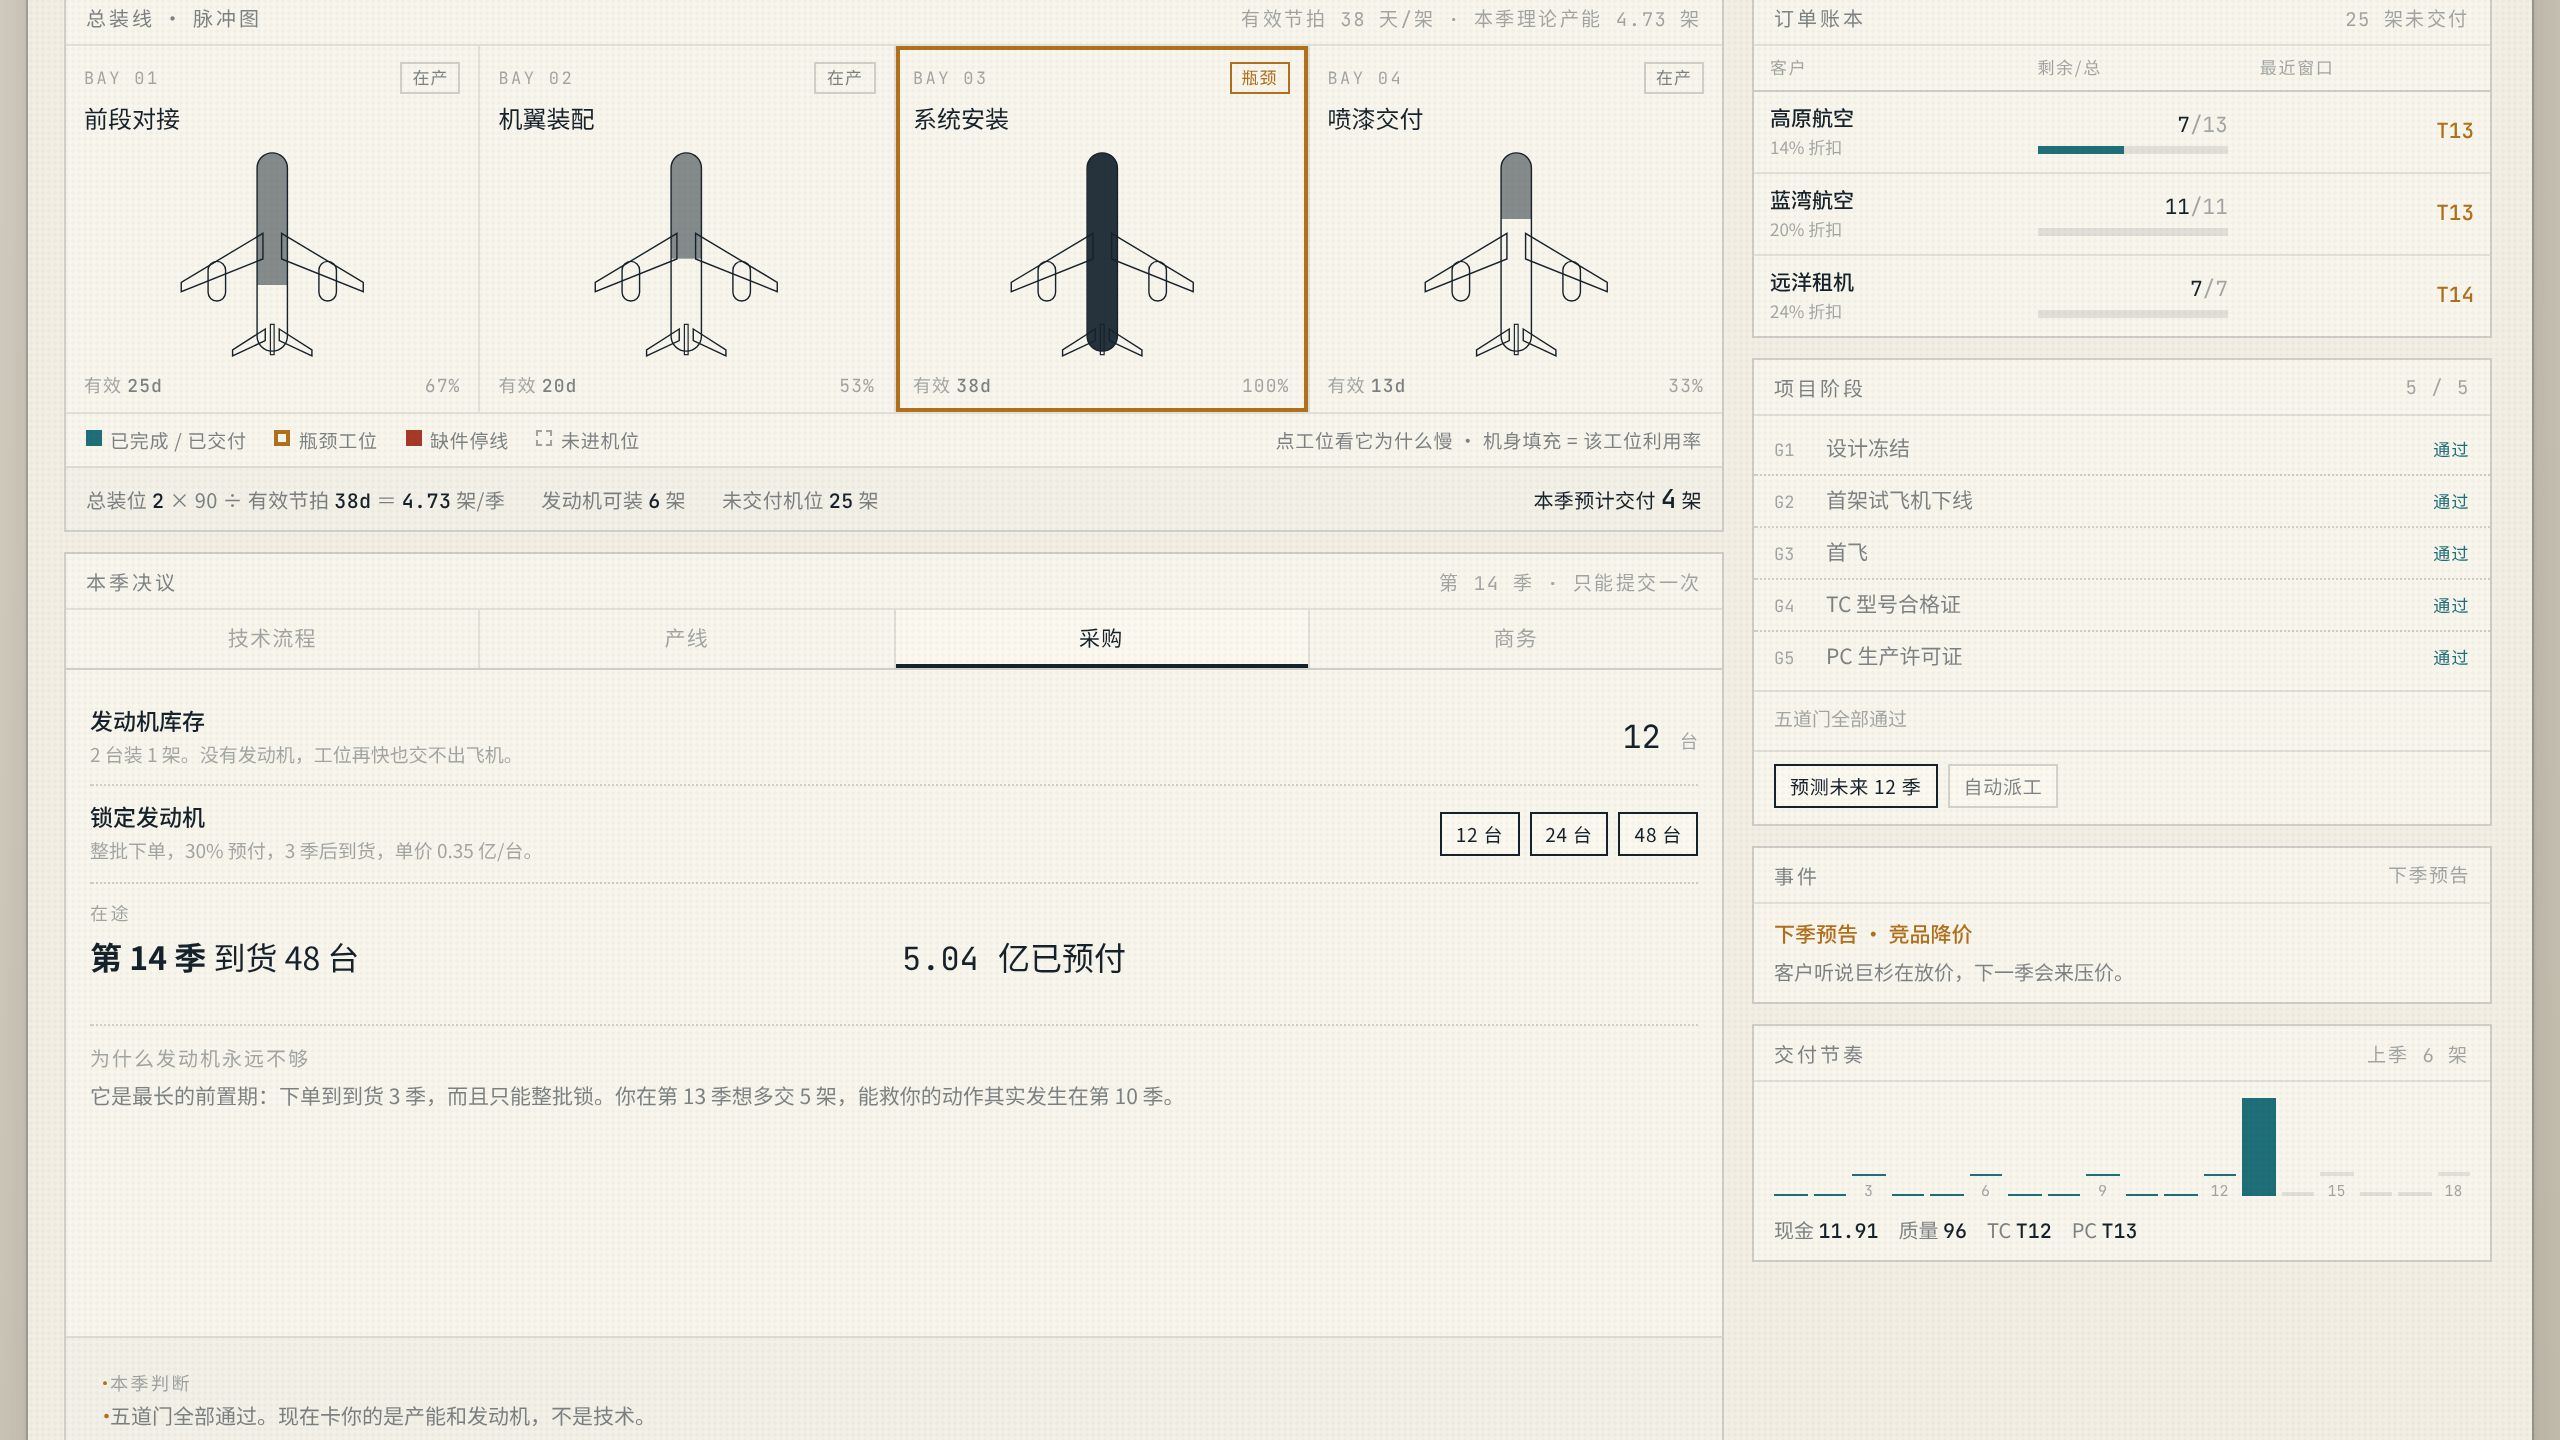 总装线 · 脉冲图
有效节拍 38 天/架 · 本季理论产能 4.73 架
BAY 01
在产
前段对接
有效 25d
67%
BAY 02
在产
机翼装配
有效 20d
53%
BAY 03
瓶颈
系统安装
有效 38d
100%
BAY 04
在产
喷漆交付
有效 13d
33%
已完成 / 已交付
瓶颈工位
缺件停线
未进机位
点工位看它为什么慢 · 机身填充 = 该工位利用率
总装位 2 × 90 ÷ 有效节拍 38d = 4.73 架/季
发动机可装 6 架
未交付机位 25 架
本季预计交付 4 架
本季决议
第 14 季 · 只能提交一次
技术流程
产线
采购
商务
发动机库存
2 台装 1 架。没有发动机，工位再快也交不出飞机。
12 台
锁定发动机
整批下单，30% 预付，3 季后到货，单价 0.35 亿/台。
12 台
24 台
48 台
在途
第 14 季 到货 48 台
5.04 亿已预付
为什么发动机永远不够
它是最长的前置期：下单到到货 3 季，而且只能整批锁。你在第 13 季想多交 5 架，能救你的动作其实发生在第 10 季。
·本季判断
·五道门全部通过。现在卡你的是产能和发动机，不是技术。
订单账本
25 架未交付
客户
剩余/总
最近窗口
高原航空
14% 折扣
7/13
T13
蓝湾航空
20% 折扣
11/11
T13
远洋租机
24% 折扣
7/7
T14
项目阶段
5 / 5
G1 设计冻结 通过
G2 首架试飞机下线 通过
G3 首飞 通过
G4 TC 型号合格证 通过
G5 PC 生产许可证 通过
五道门全部通过
预测未来 12 季
自动派工
事件
下季预告
下季预告 · 竞品降价
客户听说巨杉在放价，下一季会来压价。
交付节奏
上季 6 架
3 6 9 12 15 18
现金 11.91 质量 96 TC T12 PC T13